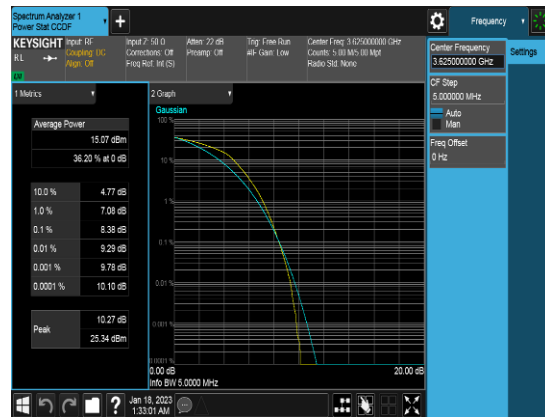 Spectrum Analyzer 1
Power Stat CCDF
+
Frequency
KEYSIGHT
RL
LNI
Input: RF
Coupling: DC
Align: Off
Input Z: 50 Ω
Corrections: Off
Freq Ref: Int (S)
Atten: 22 dB
Preamp: Off
Trig: Free Run
#IF Gain: Low
Center Freq: 3.625000000 GHz
Counts: 5.00 M/5.00 Mpt
Radio Std: None
Center Frequency
3.625000000 GHz
Settings
CF Step
5.000000 MHz
Auto
Man
Freq Offset
0 Hz
1 Metrics
Average Power
15.07 dBm
36.20 % at 0 dB
10.0 % 4.77 dB
1.0 % 7.08 dB
0.1 % 8.38 dB
0.01 % 9.29 dB
0.001 % 9.78 dB
0.0001 % 10.10 dB
Peak
10.27 dB
25.34 dBm
2 Graph
Gaussian
100 %
10 %
1 %
0.1 %
0.01 %
0.001 %
0.0001 %
0.00 dB
20.00 dB
Info BW 5.0000 MHz
?
Jan 18, 2023
1:33:01 AM